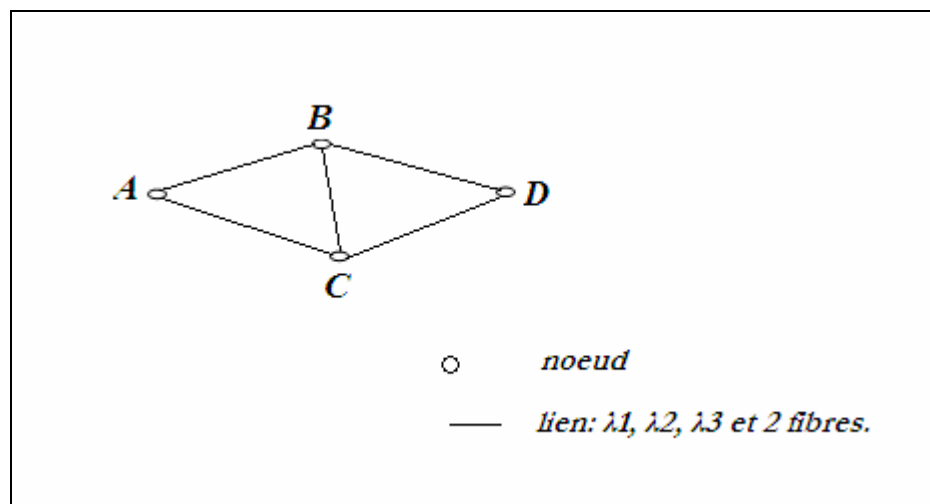 B
A
D
C
noeud
lien: λ1, λ2, λ3 et 2 fibres.